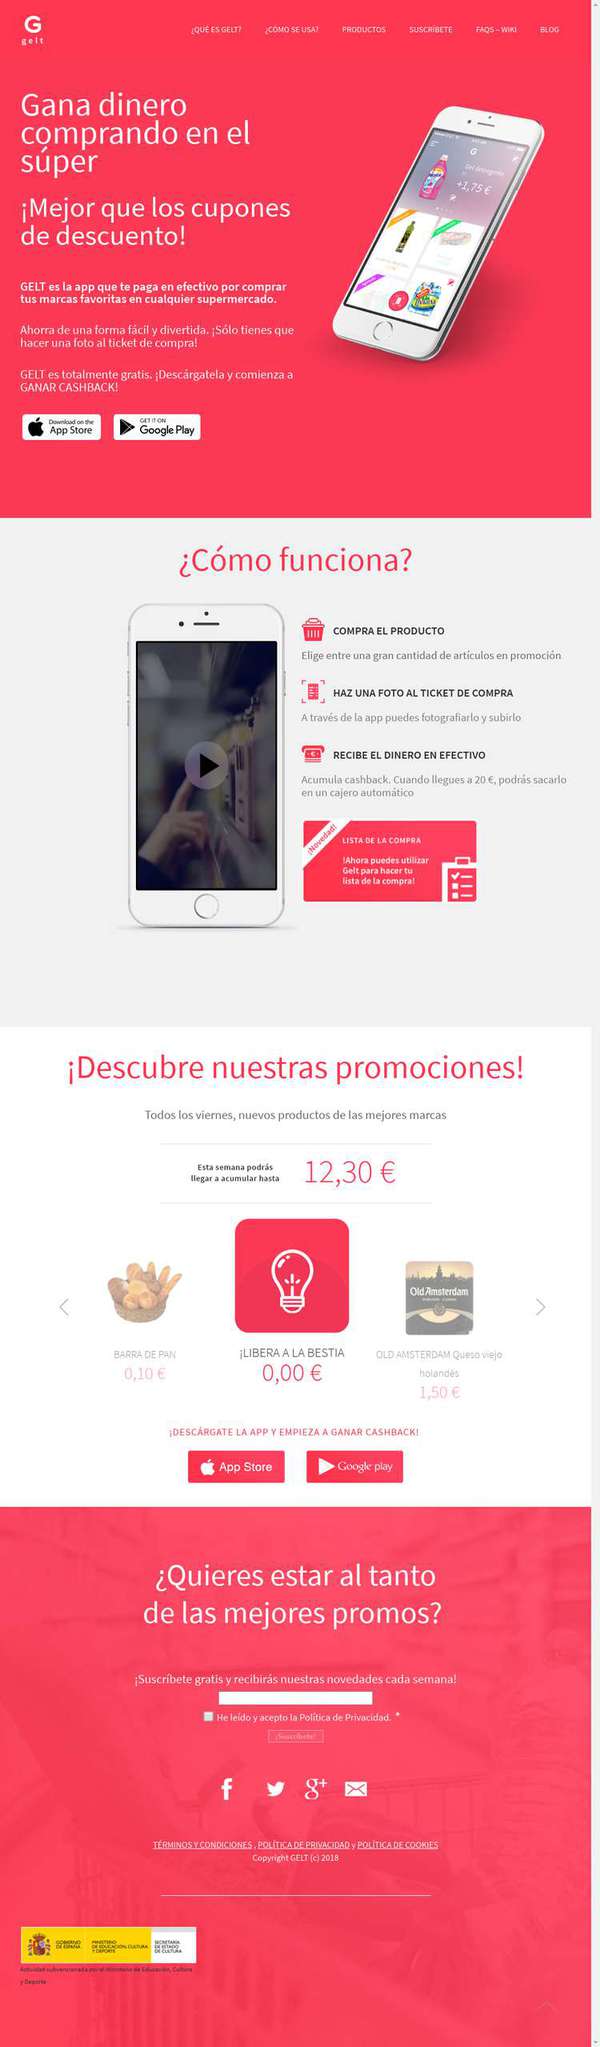 G
gelt
¿QUÉ ES GELT? ¿CÓMO SE USA? PRODUCTOS SUSCRÍBETE FAQS – WIKI BLOG
Gana dinero
comprando en el
súper
¡Mejor que los cupones
de descuento!
GELT es la app que te paga en efectivo por comprar
tus marcas favoritas en cualquier supermercado.
Ahorra de una forma fácil y divertida. ¡Sólo tienes que
hacer una foto al ticket de compra!
GELT es totalmente gratis. ¡Descárgatela y comienza a
GANAR CASHBACK!
Download on the
App Store
GET IT ON
Google Play
G
Gel detergente
+1,75 €
¿Cómo funciona?
COMPRA EL PRODUCTO
Elige entre una gran cantidad de artículos en promoción
HAZ UNA FOTO AL TICKET DE COMPRA
A través de la app puedes fotografiarlo y subirlo
RECIBE EL DINERO EN EFECTIVO
Acumula cashback. Cuando llegues a 20 €, podrás sacarlo
en un cajero automático
¡Novedad!
LISTA DE LA COMPRA
!Ahora puedes utilizar
Gelt para hacer tu
lista de la compra!
¡Descubre nuestras promociones!
Todos los viernes, nuevos productos de las mejores marcas
Esta semana podrás
llegar a acumular hasta
12,30 €
BARRA DE PAN
0,10 €
¡LIBERA A LA BESTIA
0,00 €
Old Amsterdam
OLD AMSTERDAM Queso viejo
holandés
1,50 €
¡DESCÁRGATE LA APP Y EMPIEZA A GANAR CASHBACK!
App Store
Google play
¿Quieres estar al tanto
de las mejores promos?
¡Suscríbete gratis y recibirás nuestras novedades cada semana!
He leído y acepto la Política de Privacidad. *
¡Suscríbete!
TÉRMINOS Y CONDICIONES , POLÍTICA DE PRIVACIDAD y POLÍTICA DE COOKIES
Copyright GELT (c) 2018
GOBIERNO
DE ESPAÑA
MINISTERIO
DE EDUCACIÓN, CULTURA
Y DEPORTE
SECRETARÍA
DE ESTADO
DE CULTURA
Actividad subvencionada por el Ministerio de Educación, Cultura
y Deporte